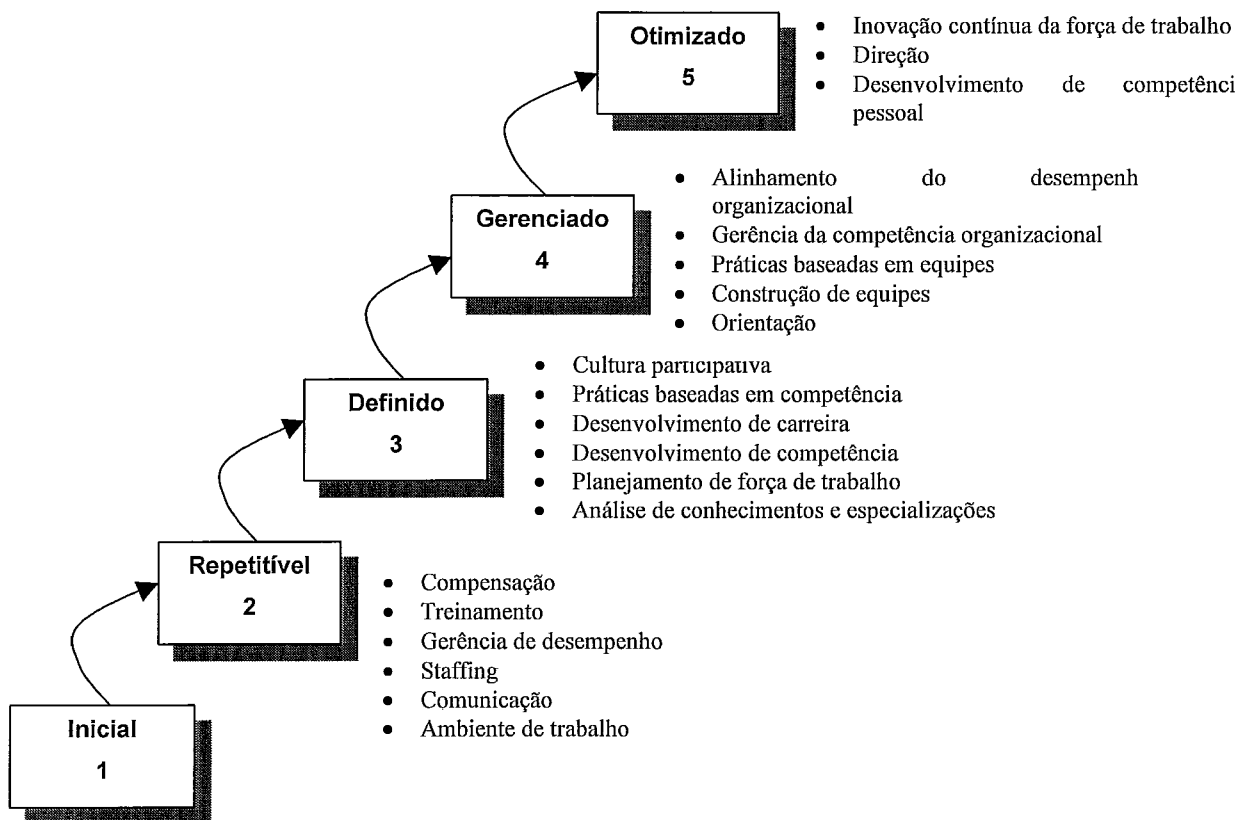 Otimizado
5
• Inovação contínua da força de trabalho
• Direção
• Desenvolvimento de competênci
pessoal
Gerenciado
4
• Alinhamento do desempenh
organizacional
• Gerência da competência organizacional
• Práticas baseadas em equipes
• Construção de equipes
• Orientação
Definido
3
• Cultura participativa
• Práticas baseadas em competência
• Desenvolvimento de carreira
• Desenvolvimento de competência
• Planejamento de força de trabalho
• Análise de conhecimentos e especializações
Repetitível
2
• Compensação
• Treinamento
• Gerência de desempenho
• Staffing
• Comunicação
• Ambiente de trabalho
Inicial
1